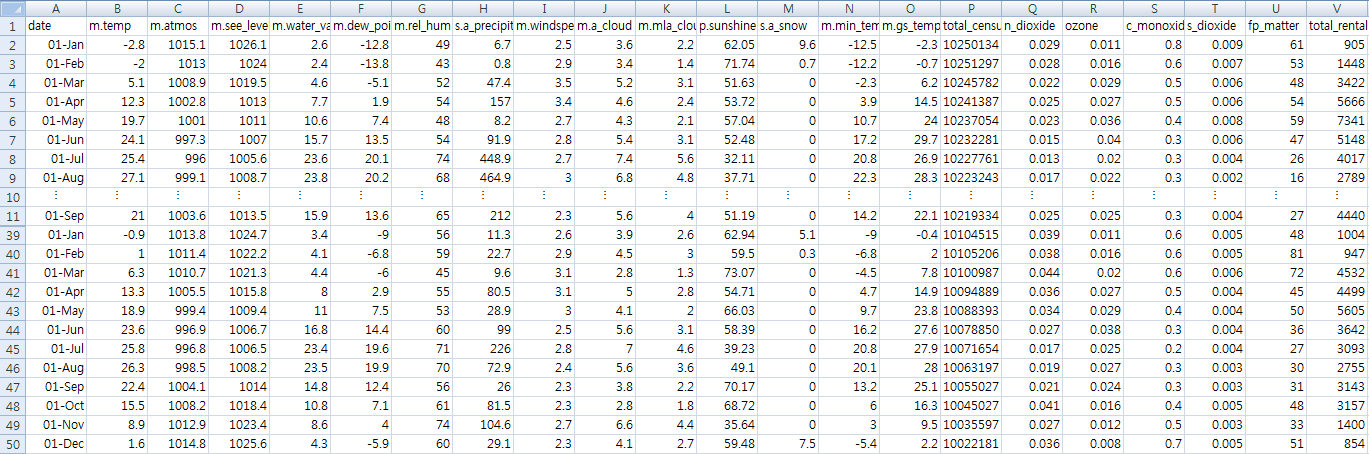 A B C D E F G H I J K L M N O P Q R S T U V
1 date m.temp m.atmos m.see_leve m.water_va m.dew_poi m.rel_hum s.a_precipit m.windspe m.a_cloud m.mla_clou p.sunshine s.a_snow m.min_tem m.gs_temp total_censu n_dioxide ozone c_monoxid s_dioxide fp_matter total_rental
2 01-Jan -2.8 1015.1 1026.1 2.6 -12.8 49 6.7 2.5 3.6 2.2 62.05 9.6 -12.5 -2.3 10250134 0.029 0.011 0.8 0.009 61 905
3 01-Feb -2 1013 1024 2.4 -13.8 43 0.8 2.9 3.4 1.4 71.74 0.7 -12.2 -0.7 10251297 0.028 0.016 0.6 0.007 53 1448
4 01-Mar 5.1 1008.9 1019.5 4.6 -5.1 52 47.4 3.5 5.2 3.1 51.63 0 -2.3 6.2 10245782 0.022 0.029 0.5 0.006 48 3422
5 01-Apr 12.3 1002.8 1013 7.7 1.9 54 157 3.4 4.6 2.4 53.72 0 3.9 14.5 10241387 0.025 0.027 0.5 0.006 54 5666
6 01-May 19.7 1001 1011 10.6 7.4 48 8.2 2.7 4.3 2.1 57.04 0 10.7 24 10237054 0.023 0.036 0.4 0.008 59 7341
7 01-Jun 24.1 997.3 1007 15.7 13.5 54 91.9 2.8 5.4 3.1 52.48 0 17.2 29.7 10232281 0.015 0.04 0.3 0.006 47 5148
8 01-Jul 25.4 996 1005.6 23.6 20.1 74 448.9 2.7 7.4 5.6 32.11 0 20.8 26.9 10227761 0.013 0.02 0.3 0.004 26 4017
9 01-Aug 27.1 999.1 1008.7 23.8 20.2 68 464.9 3 6.8 4.8 37.71 0 22.3 28.3 10223243 0.017 0.022 0.3 0.002 16 2789
10 ⋮ ⋮ ⋮ ⋮ ⋮ ⋮ ⋮ ⋮ ⋮ ⋮ ⋮ ⋮ ⋮ ⋮ ⋮ ⋮ ⋮ ⋮ ⋮ ⋮ ⋮ ⋮
11 01-Sep 21 1003.6 1013.5 15.9 13.6 65 212 2.3 5.6 4 51.19 0 14.2 22.1 10219334 0.025 0.025 0.3 0.004 27 4440
39 01-Jan -0.9 1013.8 1024.7 3.4 -9 56 11.3 2.6 3.9 2.6 62.94 5.1 -9 -0.4 10104515 0.039 0.011 0.6 0.005 48 1004
40 01-Feb 1 1011.4 1022.2 4.1 -6.8 59 22.7 2.9 4.5 3 59.5 0.3 -6.8 2 10105206 0.038 0.016 0.6 0.005 81 947
41 01-Mar 6.3 1010.7 1021.3 4.4 -6 45 9.6 3.1 2.8 1.3 73.07 0 -4.5 7.8 10100987 0.044 0.02 0.6 0.006 72 4532
42 01-Apr 13.3 1005.5 1015.8 8 2.9 55 80.5 3.1 5 2.8 54.71 0 4.7 14.9 10094889 0.036 0.027 0.5 0.004 45 4499
43 01-May 18.9 999.4 1009.4 11 7.5 53 28.9 3 4.1 2 66.03 0 9.7 23.8 10088393 0.034 0.029 0.4 0.004 50 5605
44 01-Jun 23.6 996.9 1006.7 16.8 14.4 60 99 2.5 5.6 3.1 58.39 0 16.2 27.6 10078850 0.027 0.038 0.3 0.004 36 3642
45 01-Jul 25.8 996.8 1006.5 23.4 19.6 71 226 2.8 7 4.6 39.23 0 20.8 27.9 10071654 0.017 0.025 0.2 0.004 27 3093
46 01-Aug 26.3 998.5 1008.2 23.5 19.9 70 72.9 2.4 5.6 3.6 49.1 0 20.1 28 10063197 0.019 0.027 0.3 0.003 30 2755
47 01-Sep 22.4 1004.1 1014 14.8 12.4 56 26 2.3 3.8 2.2 70.17 0 13.2 25.1 10055027 0.021 0.024 0.3 0.003 31 3143
48 01-Oct 15.5 1008.2 1018.4 10.8 7.1 61 81.5 2.3 2.8 1.8 68.72 0 6 16.3 10045027 0.041 0.016 0.4 0.005 48 3157
49 01-Nov 8.9 1012.9 1023.4 8.6 4 74 104.6 2.7 6.6 4.4 35.64 0 3 9.5 10035597 0.027 0.012 0.5 0.003 33 1400
50 01-Dec 1.6 1014.8 1025.6 4.3 -5.9 60 29.1 2.3 4.1 2.7 59.48 7.5 -5.4 2.2 10022181 0.036 0.008 0.7 0.005 51 854